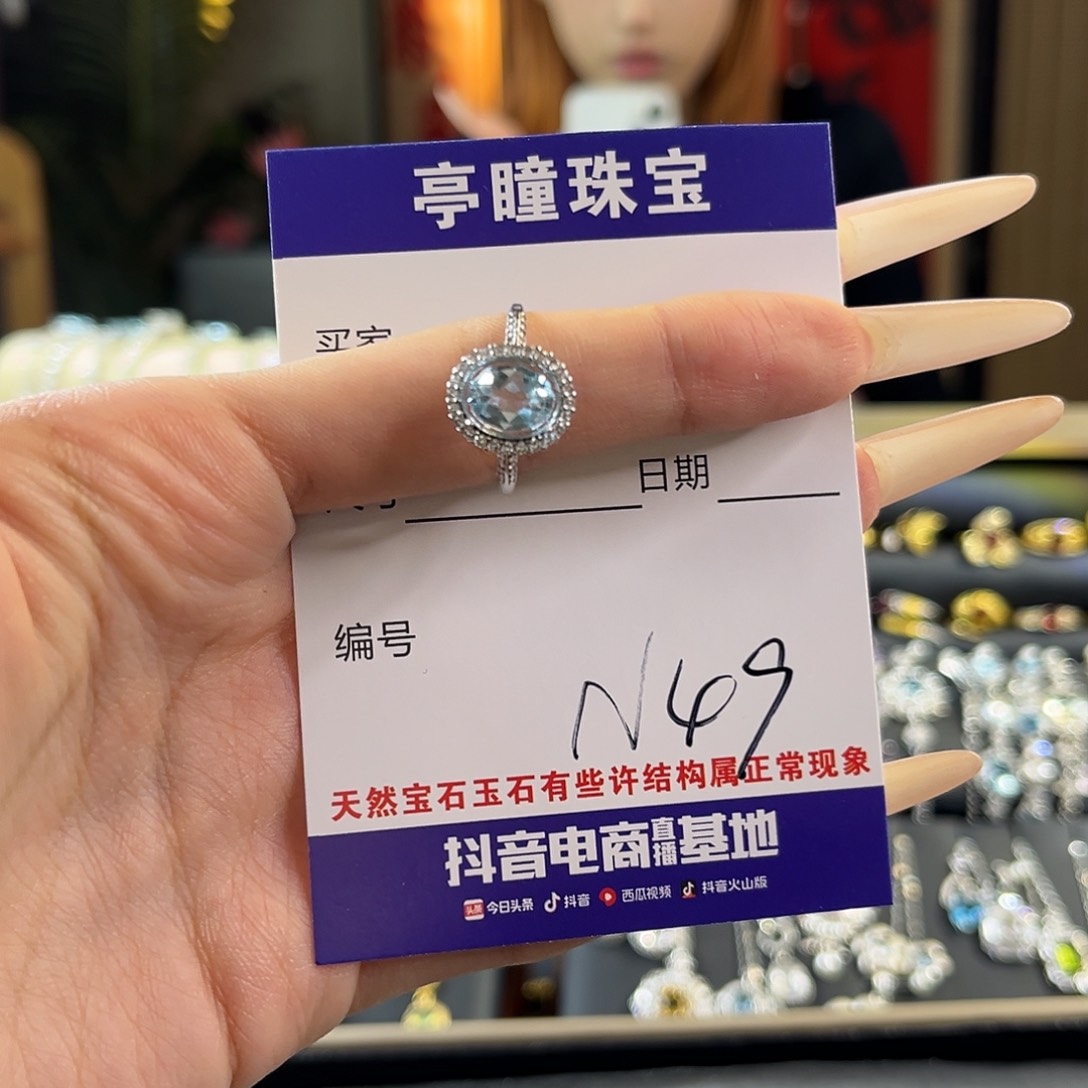 亭瞳珠宝
买家
日期
编号
N49
天然宝石玉石有些许结构属正常现象
抖音电商直播基地
头条 今日头条 抖音 西瓜视频 抖音火山版